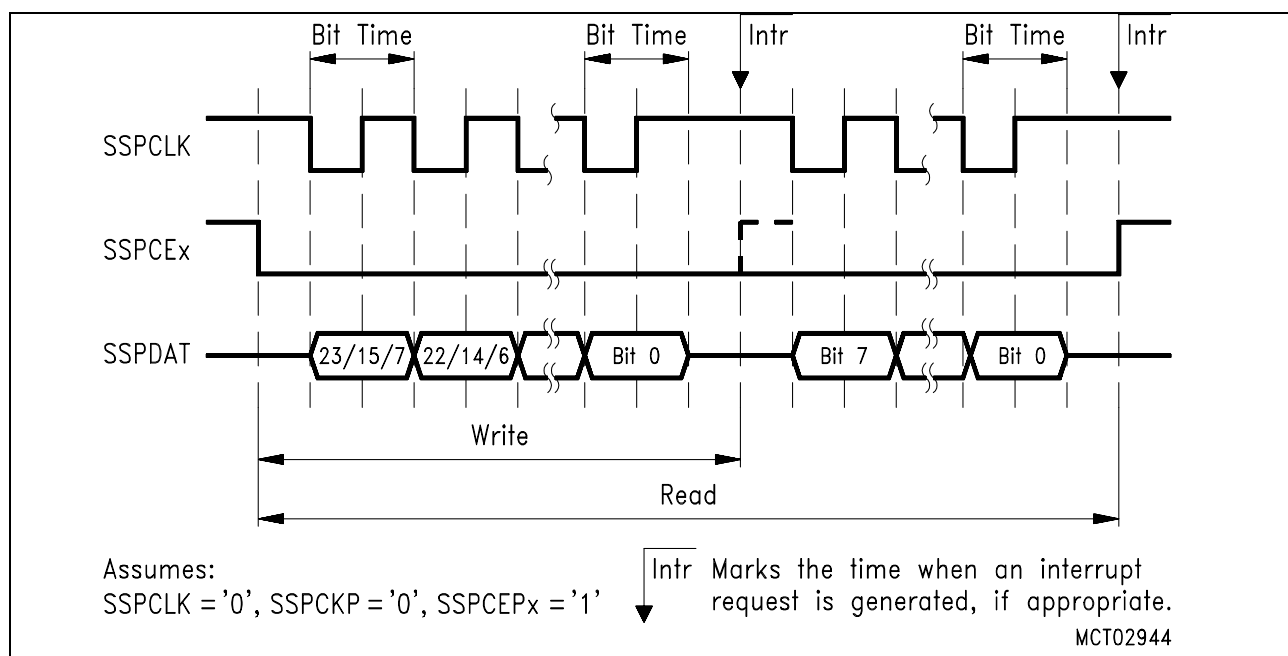 Bit Time Bit Time Intr Bit Time Intr
SSPCLK
SSPCEx
SSPDAT 23/15/7 22/14/6 Bit 0 Bit 7 Bit 0
Write
Read
Assumes:
SSPCLK = '0', SSPCKP = '0', SSPCEPx = '1'
Intr Marks the time when an interrupt
request is generated, if appropriate.
MCT02944